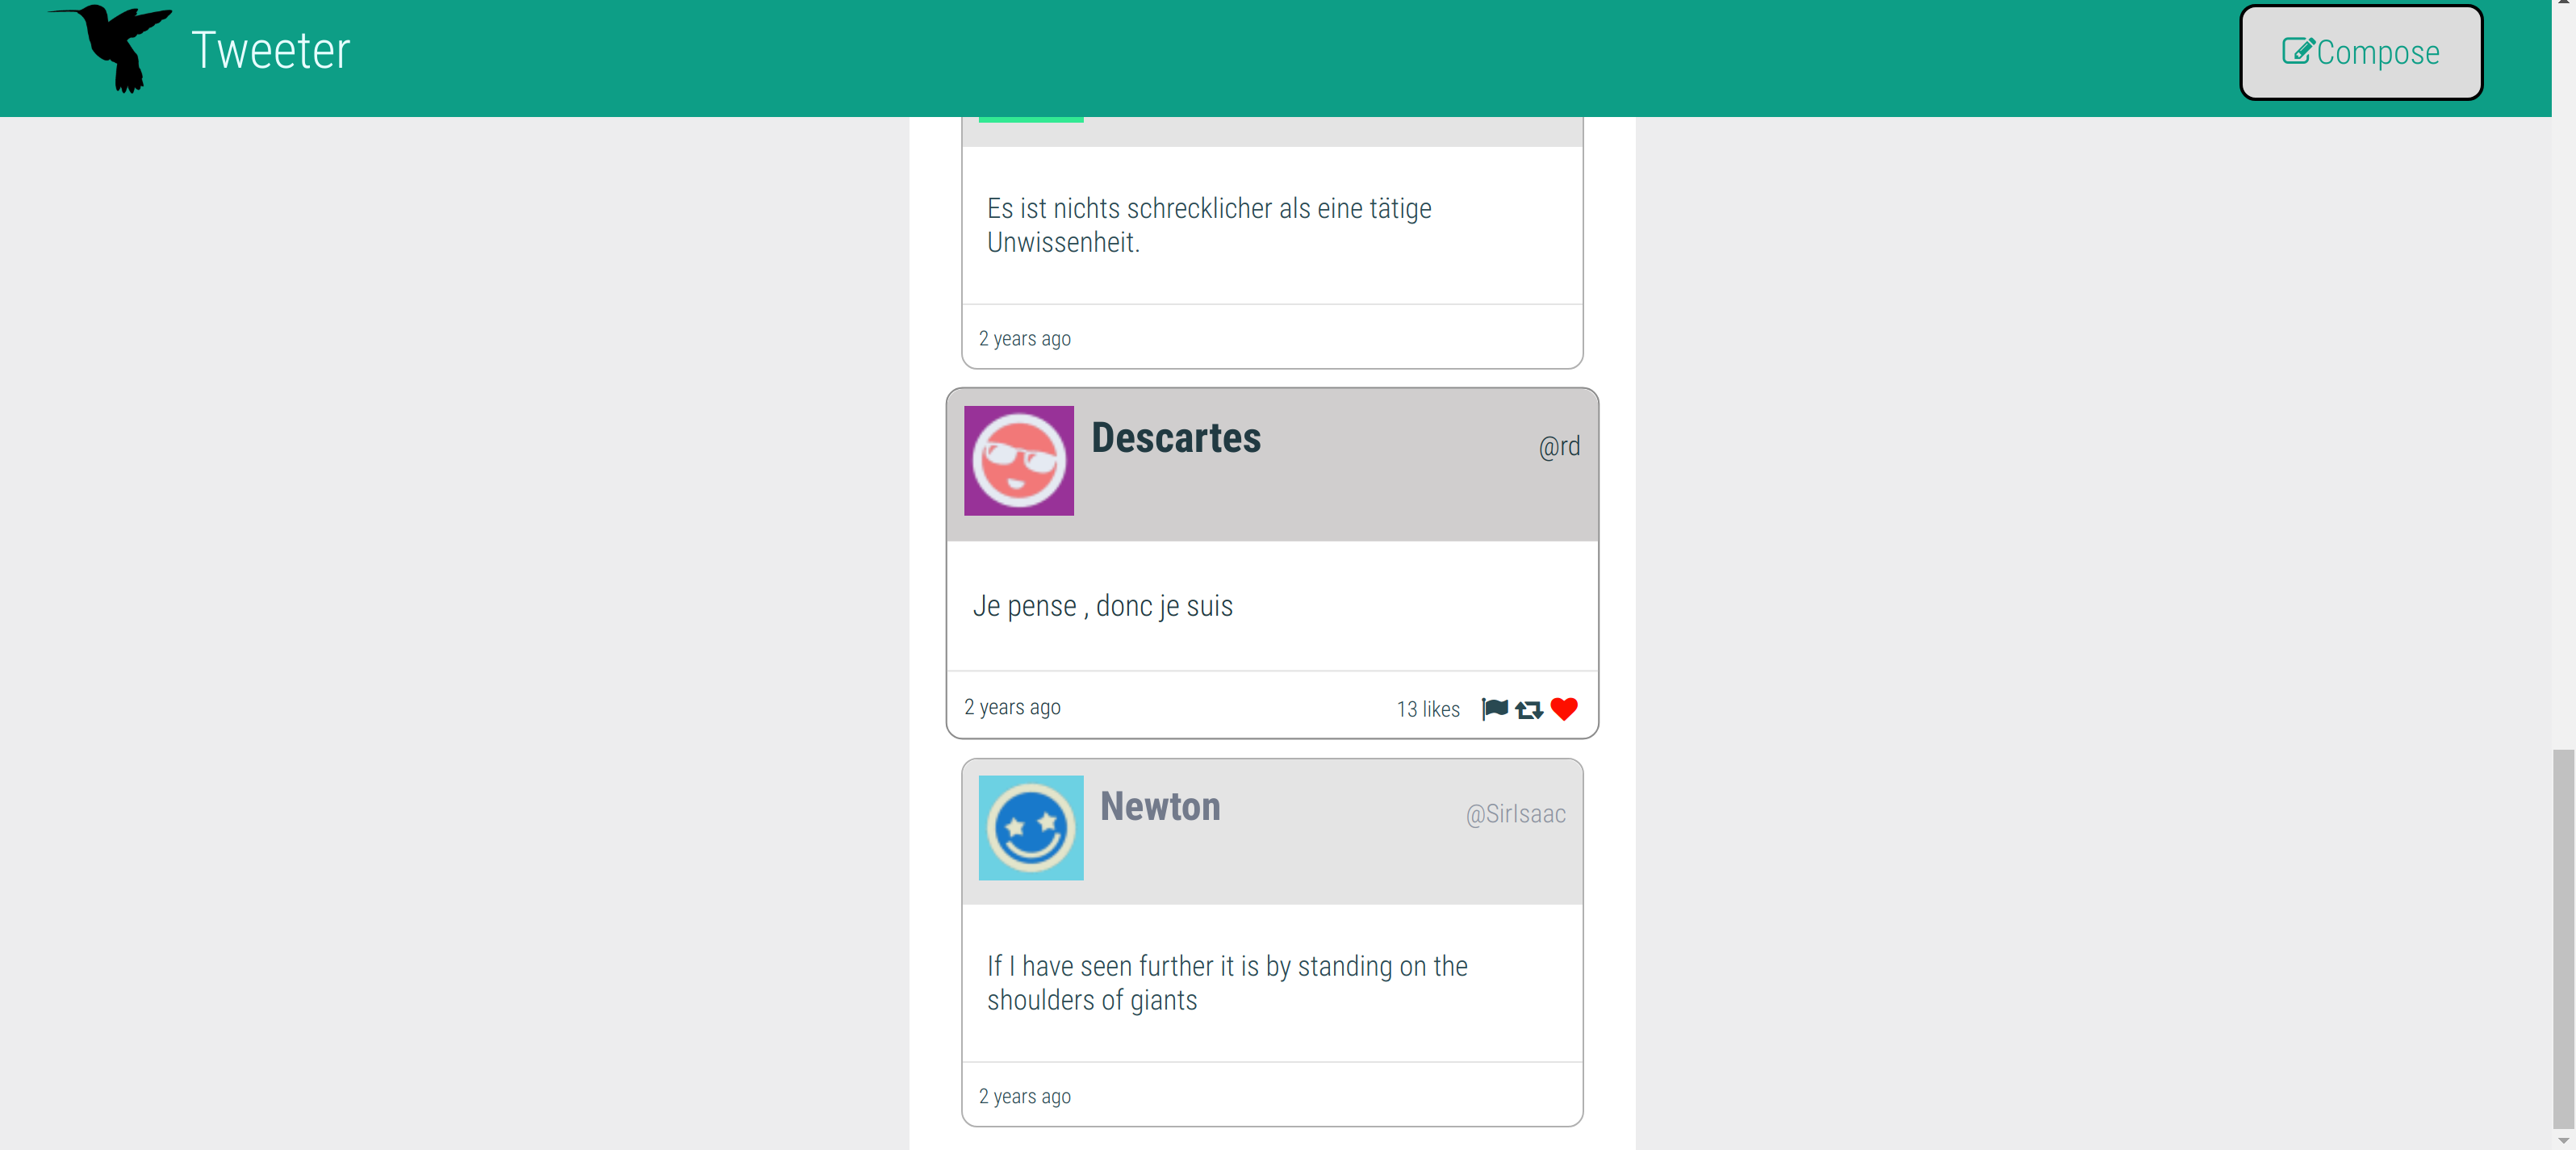 Tweeter
Compose
Es ist nichts schrecklicher als eine tätige
Unwissenheit.
2 years ago
Descartes
@rd
Je pense , donc je suis
2 years ago
13 likes
Newton
@SirIsaac
If I have seen further it is by standing on the
shoulders of giants
2 years ago